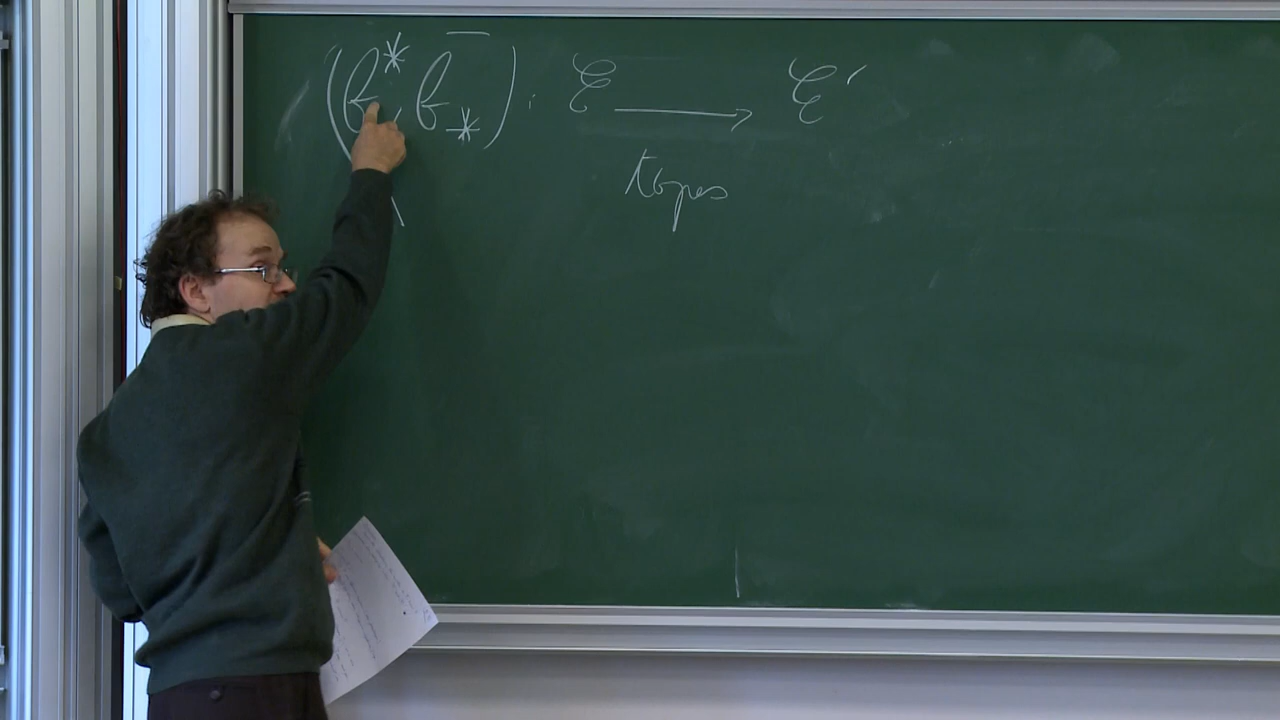 (f^*, f_*) : ℰ ⟶ ℰ'
topos